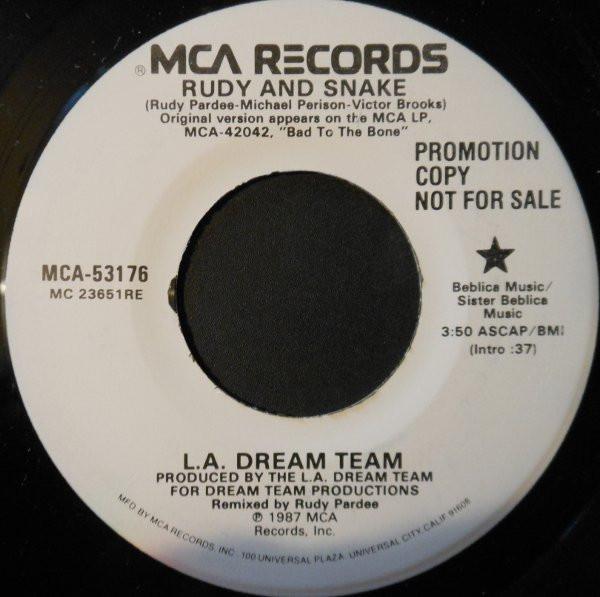 ® MCA RECORDS
RUDY AND SNAKE
(Rudy Pardee-Michael Perison-Victor Brooks)
Original version appears on the MCA LP,
MCA-42042, "Bad To The Bone"
PROMOTION
COPY
NOT FOR SALE
MCA-53176
MC 23651RE
Beblica Music/
Sister Beblica
Music
3:50 ASCAP/BMI
(Intro :37)
L.A. DREAM TEAM
PRODUCED BY THE L.A. DREAM TEAM
FOR DREAM TEAM PRODUCTIONS
Remixed by Rudy Pardee
℗ 1987 MCA
Records, Inc.
MFD BY MCA RECORDS, INC. 100 UNIVERSAL PLAZA, UNIVERSAL CITY, CALIF 91608